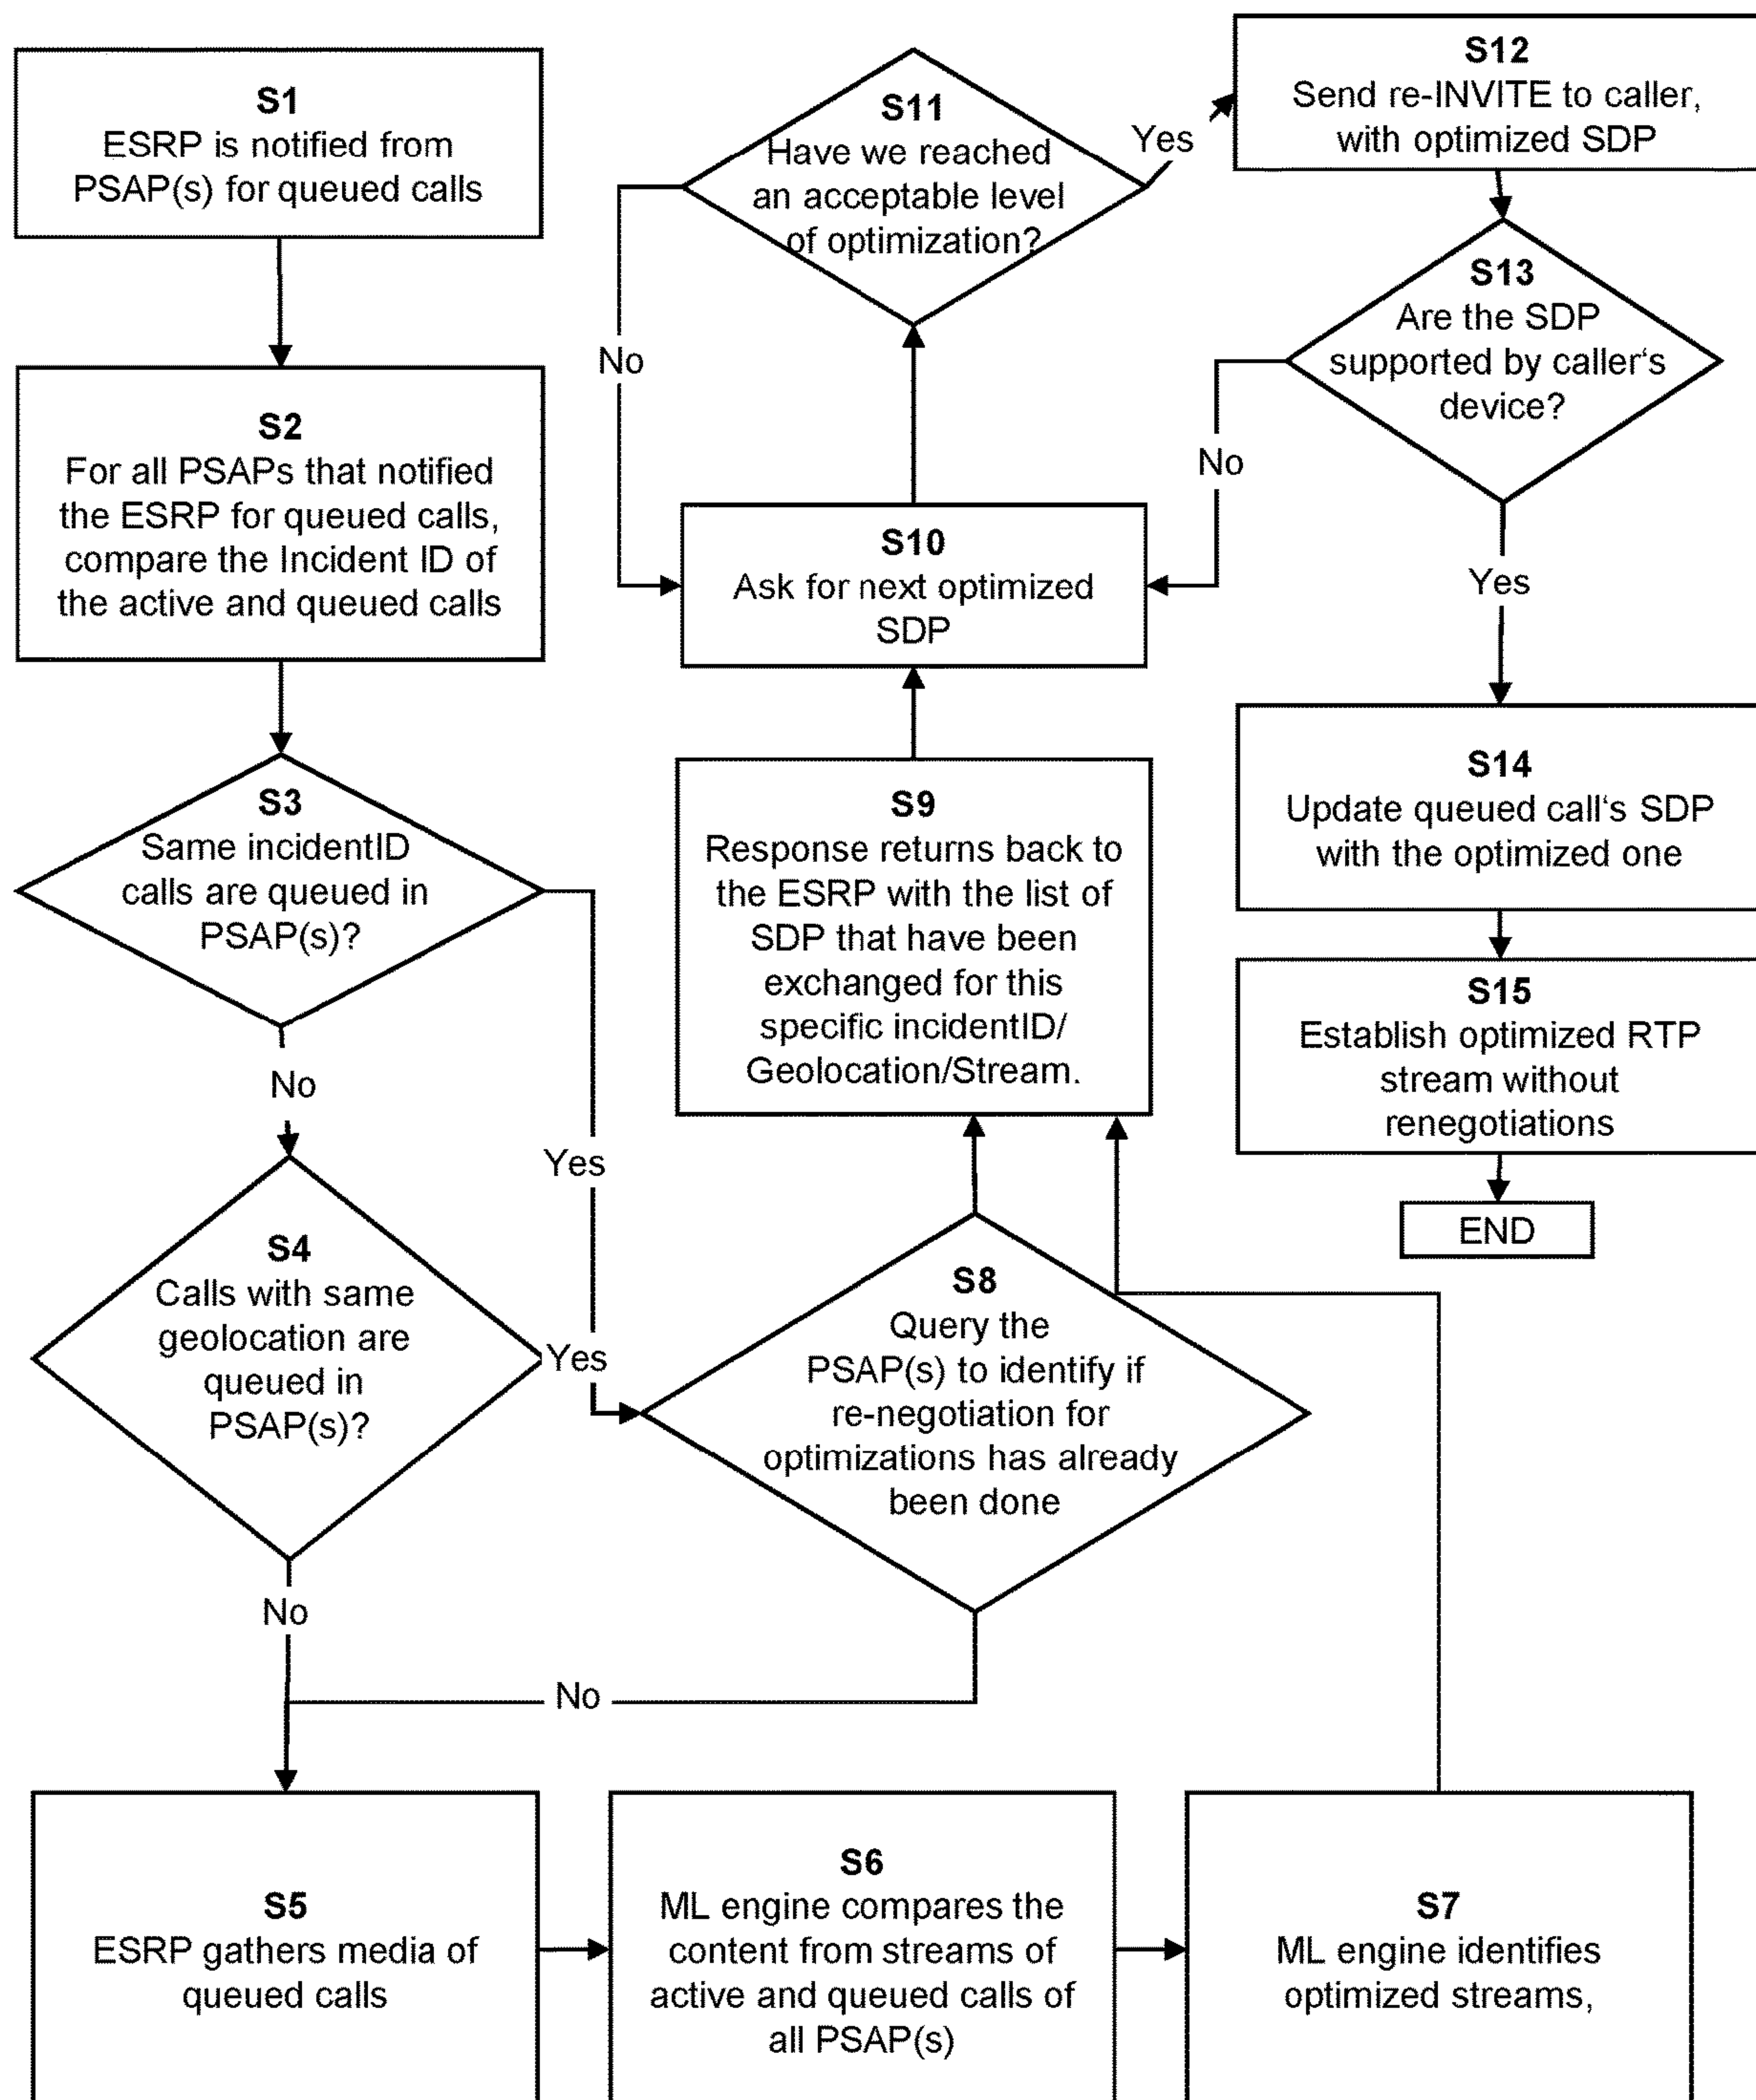 S1
ESRP is notified from
PSAP(s) for queued calls
S2
For all PSAPs that notified
the ESRP for queued calls,
compare the Incident ID of
the active and queued calls
S3
Same incidentID
calls are queued in
PSAP(s)?
No
Yes
S4
Calls with same
geolocation are
queued in
PSAP(s)?
Yes
No
S5
ESRP gathers media of
queued calls
S6
ML engine compares the
content from streams of
active and queued calls of
all PSAP(s)
S7
ML engine identifies
optimized streams,
S8
Query the
PSAP(s) to identify if
re-negotiation for
optimizations has already
been done
No
S9
Response returns back to
the ESRP with the list of
SDP that have been
exchanged for this
specific incidentID/
Geolocation/Stream.
S10
Ask for next optimized
SDP
S11
Have we reached
an acceptable level
of optimization?
No
Yes
S12
Send re-INVITE to caller,
with optimized SDP
S13
Are the SDP
supported by caller‘s
device?
No
Yes
S14
Update queued call‘s SDP
with the optimized one
S15
Establish optimized RTP
stream without
renegotiations
END